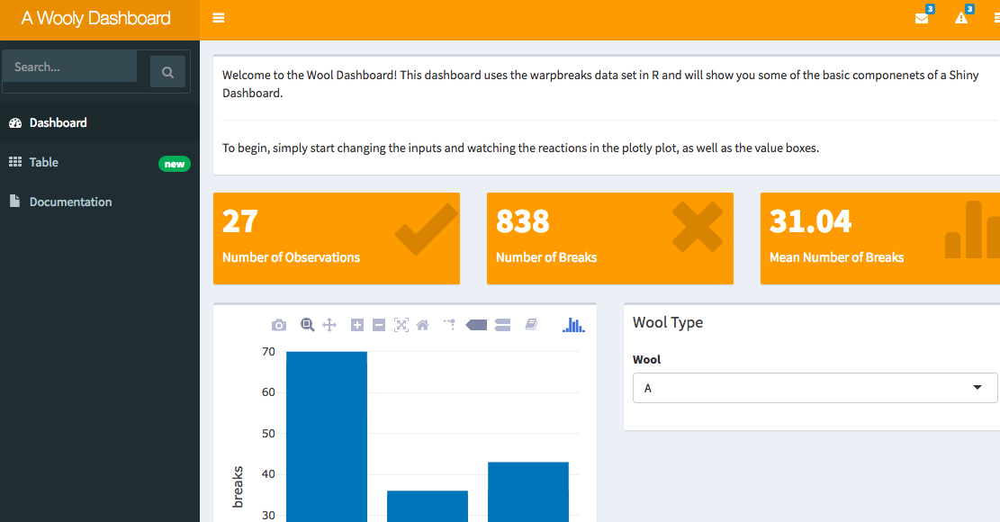 A Wooly Dashboard
3
3
Search...
Dashboard
Table
new
Documentation
Welcome to the Wool Dashboard! This dashboard uses the warpbreaks data set in R and will show you some of the basic componenets of a Shiny
Dashboard.
To begin, simply start changing the inputs and watching the reactions in the plotly plot, as well as the value boxes.
27
Number of Observations
838
Number of Breaks
31.04
Mean Number of Breaks
70
60
50
40
30
breaks
Wool Type
Wool
A